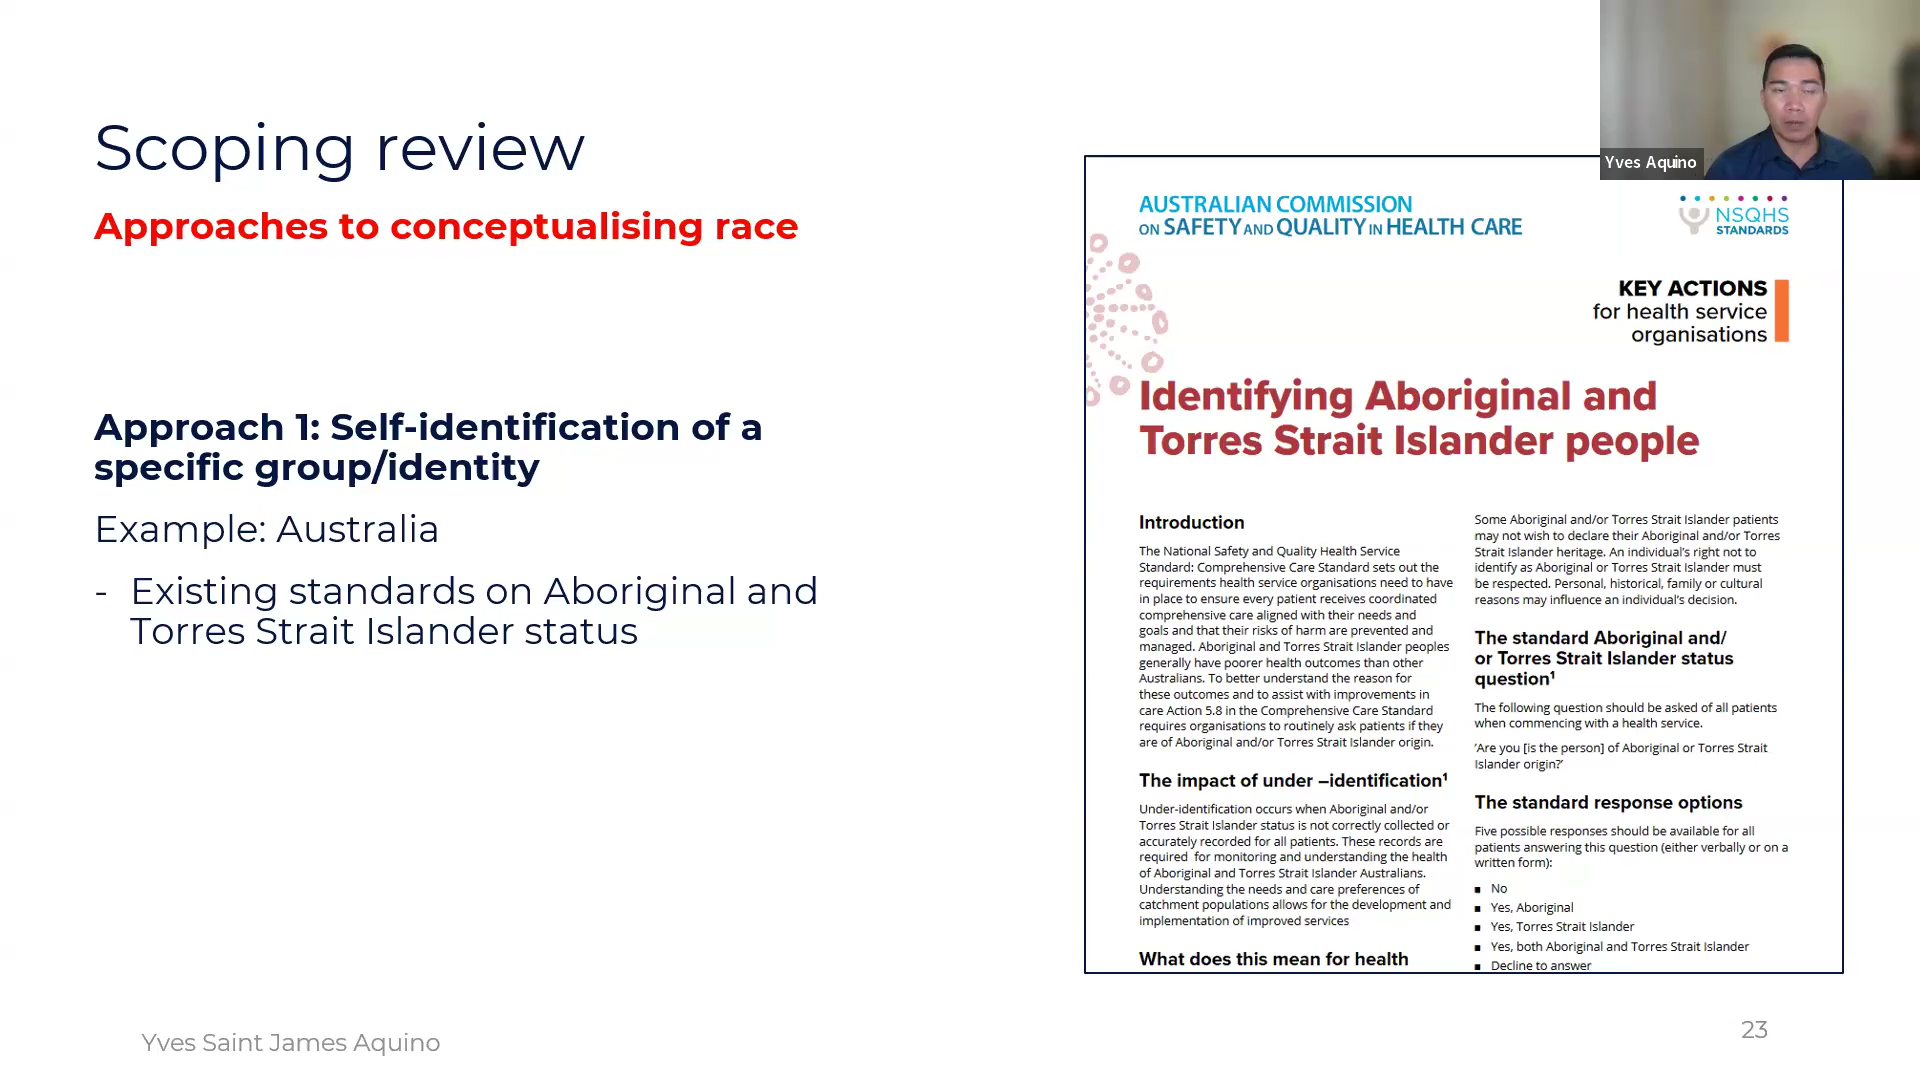 Scoping review
Approaches to conceptualising race
Approach 1: Self-identification of a
specific group/identity
Example: Australia
- Existing standards on Aboriginal and
Torres Strait Islander status
Yves Aquino
AUSTRALIAN COMMISSION
ON SAFETY AND QUALITY IN HEALTH CARE
NSQHS
STANDARDS
KEY ACTIONS
for health service
organisations
Identifying Aboriginal and
Torres Strait Islander people
Introduction
The National Safety and Quality Health Service
Standard: Comprehensive Care Standard sets out the
requirements health service organisations need to have
in place to ensure every patient receives coordinated
comprehensive care aligned with their needs and
goals and that their risks of harm are prevented and
managed. Aboriginal and Torres Strait Islander peoples
generally have poorer health outcomes than other
Australians. To better understand the reason for
these outcomes and to assist with improvements in
care Action 5.8 in the Comprehensive Care Standard
requires organisations to routinely ask patients if they
are of Aboriginal and/or Torres Strait Islander origin.
The impact of under –identification¹
Under-identification occurs when Aboriginal and/or
Torres Strait Islander status is not correctly collected or
accurately recorded for all patients. These records are
required for monitoring and understanding the health
of Aboriginal and Torres Strait Islander Australians.
Understanding the needs and care preferences of
catchment populations allows for the development and
implementation of improved services
What does this mean for health
Some Aboriginal and/or Torres Strait Islander patients
may not wish to declare their Aboriginal and/or Torres
Strait Islander heritage. An individual's right not to
identify as Aboriginal or Torres Strait Islander must
be respected. Personal, historical, family or cultural
reasons may influence an individual's decision.
The standard Aboriginal and/
or Torres Strait Islander status
question¹
The following question should be asked of all patients
when commencing with a health service.
'Are you [is the person] of Aboriginal or Torres Strait
Islander origin?'
The standard response options
Five possible responses should be available for all
patients answering this question (either verbally or on a
written form):
■ No
■ Yes, Aboriginal
■ Yes, Torres Strait Islander
■ Yes, both Aboriginal and Torres Strait Islander
■ Decline to answer
Yves Saint James Aquino
23